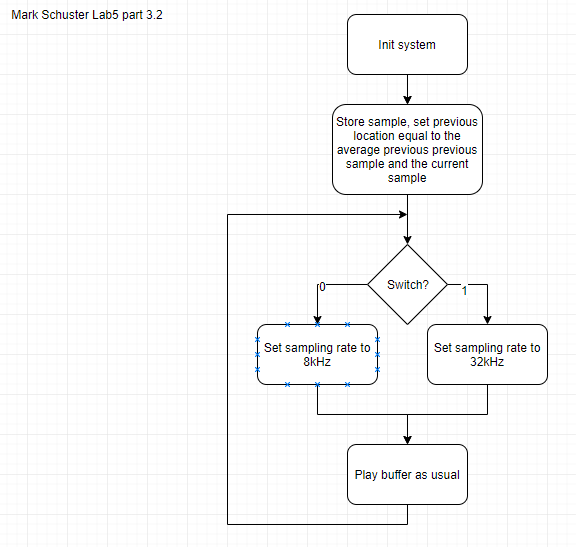 Mark Schuster Lab5 part 3.2
Init system
Store sample, set previous
location equal to the
average previous previous
sample and the current
sample
Switch?
0
1
Set sampling rate to
8kHz
Set sampling rate to
32kHz
Play buffer as usual